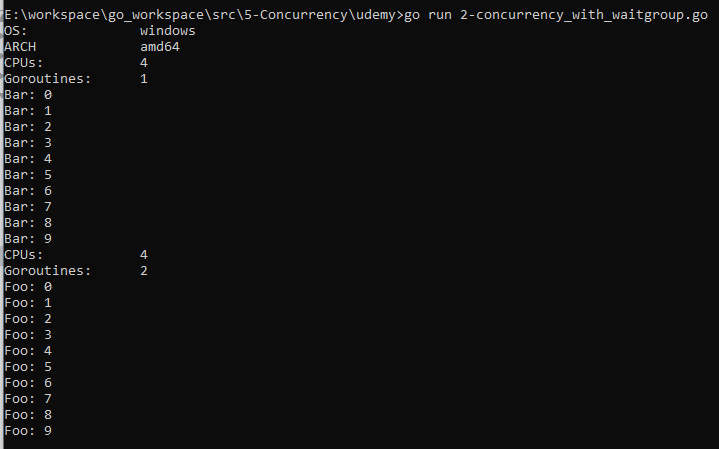 E:\workspace\go_workspace\src\5-Concurrency\udemy>go run 2-concurrency_with_waitgroup.go
OS: windows
ARCH amd64
CPUs: 4
Goroutines: 1
Bar: 0
Bar: 1
Bar: 2
Bar: 3
Bar: 4
Bar: 5
Bar: 6
Bar: 7
Bar: 8
Bar: 9
CPUs: 4
Goroutines: 2
Foo: 0
Foo: 1
Foo: 2
Foo: 3
Foo: 4
Foo: 5
Foo: 6
Foo: 7
Foo: 8
Foo: 9